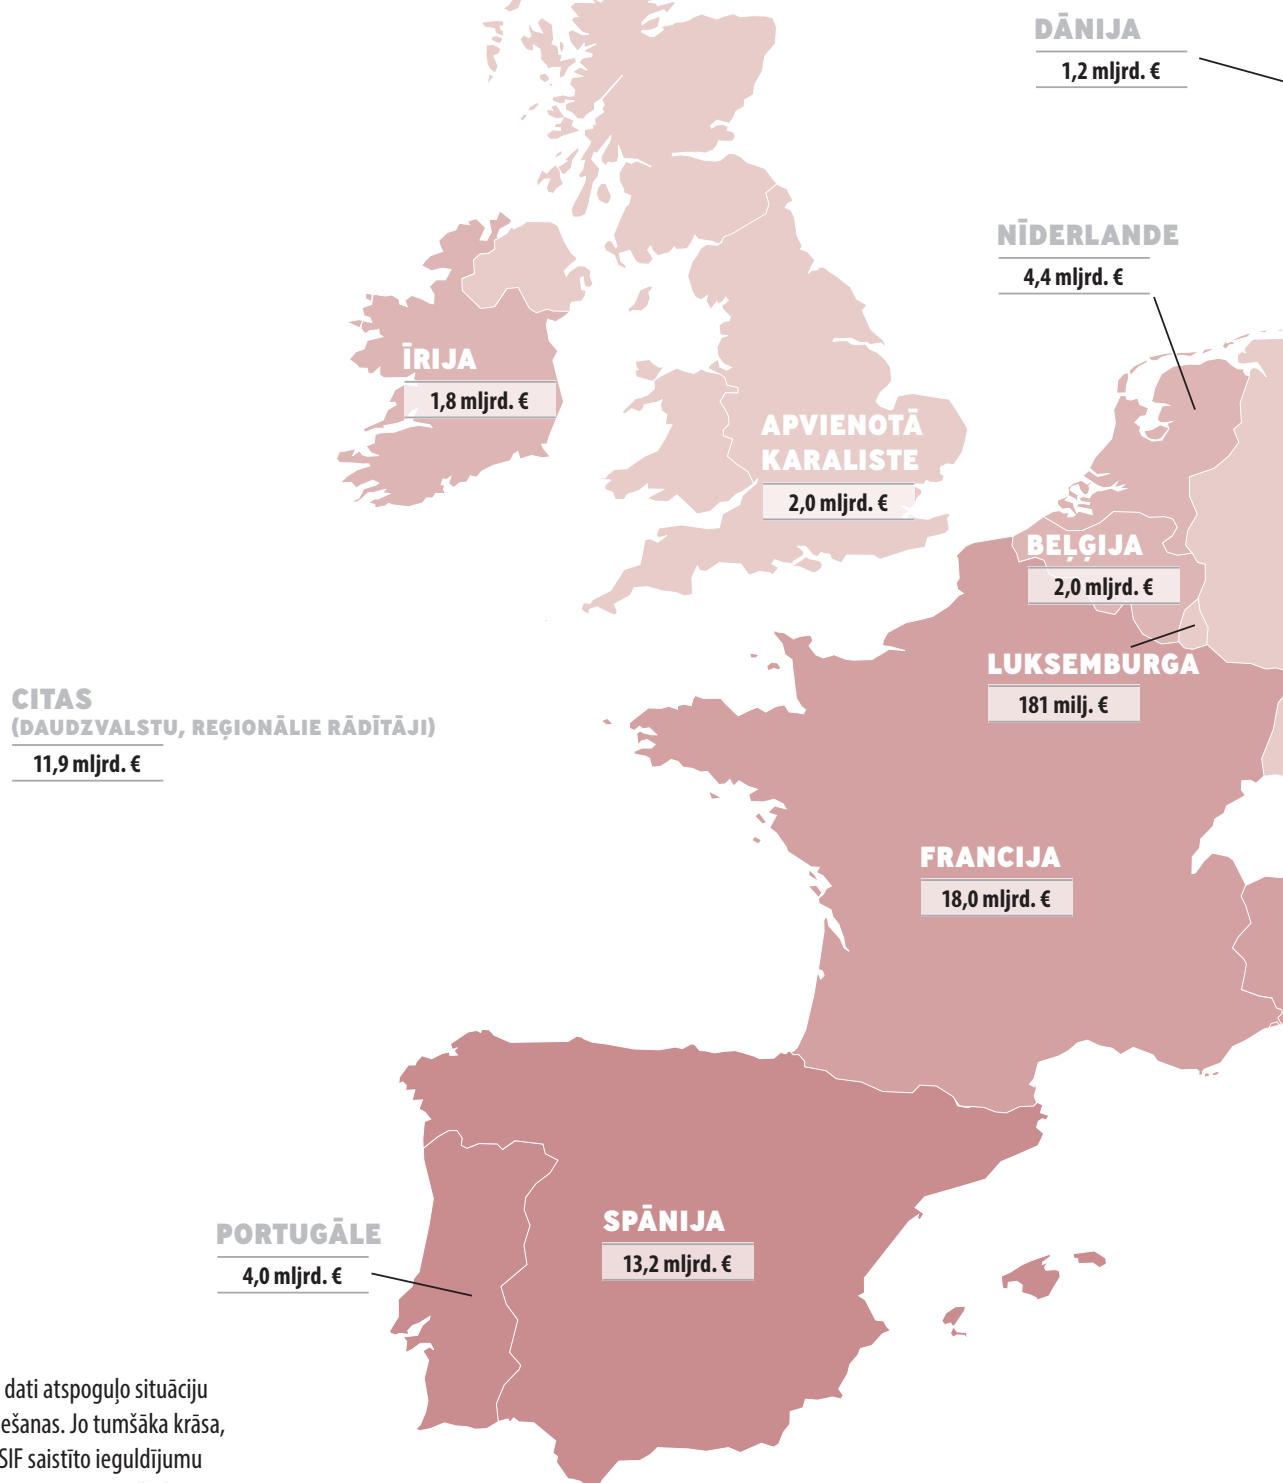 DĀNIJA
1,2 mljrd. €
NĪDERLANDE
4,4 mljrd. €
ĪRIJA
1,8 mljrd. €
APVIENOTĀ
KARALISTE
2,0 mljrd. €
BEĻĢIJA
2,0 mljrd. €
LUKSEMBURGA
181 milj. €
CITAS
(DAUDZVALSTU, REĢIONĀLIE RĀDĪTĀJI)
11,9 mljrd. €
FRANCIJA
18,0 mljrd. €
PORTUGĀLE
4,0 mljrd. €
SPĀNIJA
13,2 mljrd. €
dati atspoguļo situāciju
ešanas. Jo tumšāka krāsa,
SIF saistīto ieguldījumu